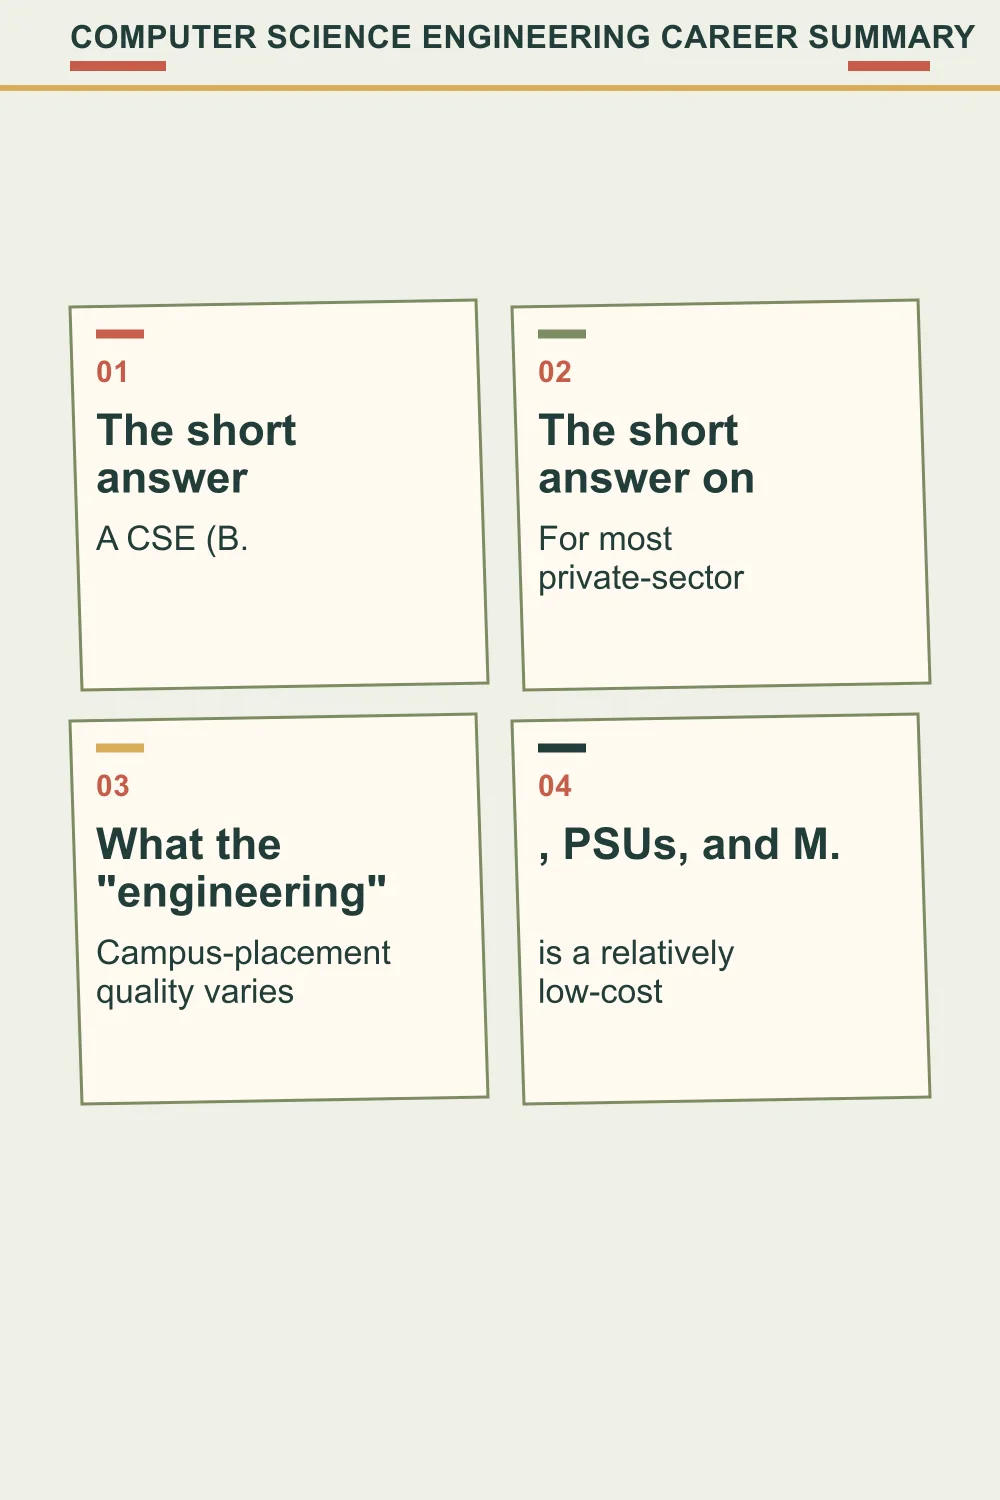 COMPUTER SCIENCE ENGINEERING CAREER SUMMARY
01
The short
answer
A CSE (B.
02
The short
answer on
For most
private-sector
03
What the
"engineering"
Campus-placement
quality varies
04
, PSUs, and M.
is a relatively
low-cost